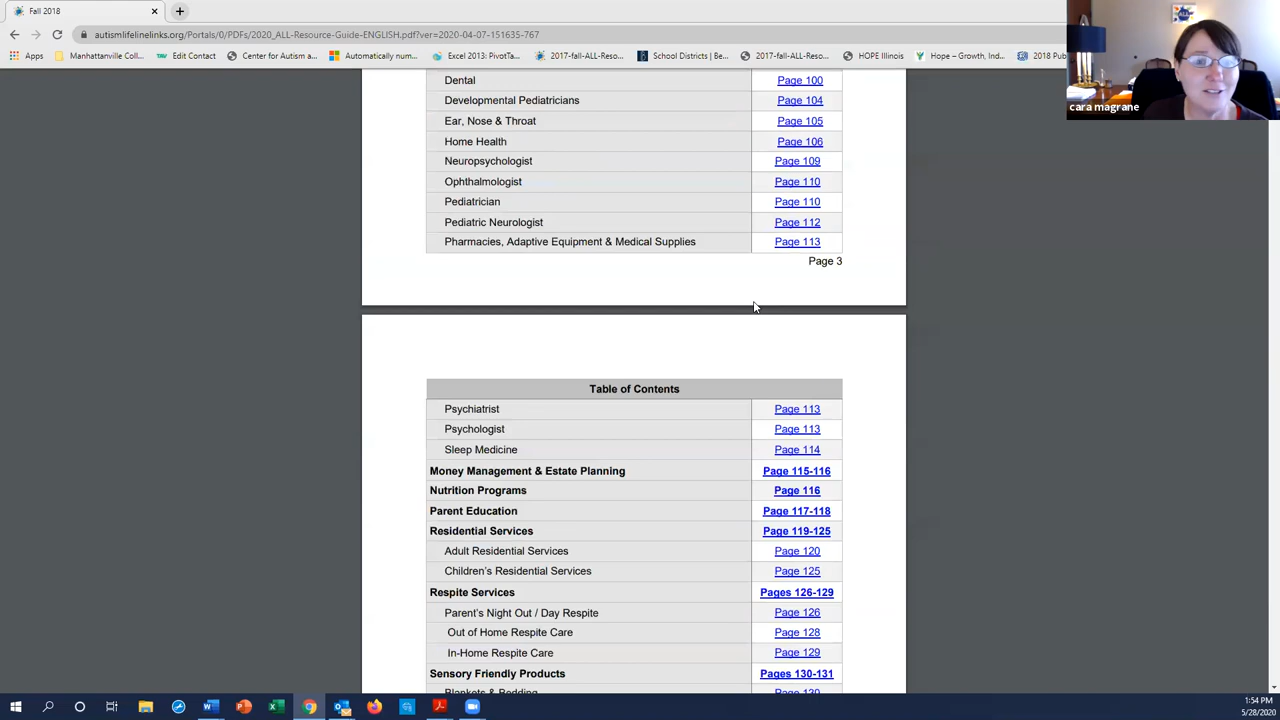 Fall 2018
autismlifelinelinks.org/Portals/0/PDFs/2020_ALL-Resource-Guide-ENGLISH.pdf?ver=2020-04-07-151635-767
Apps
Manhattanville Coll...
Edit Contact
Center for Autism a...
Automatically num...
Excel 2013: PivotTa...
2017-fall-ALL-Reso...
School Districts | Be...
2017-fall-ALL-Reso...
HOPE Illinois
Hope – Growth, Ind...
2018 Pub
cara magrane
Dental Page 100
Developmental Pediatricians Page 104
Ear, Nose & Throat Page 105
Home Health Page 106
Neuropsychologist Page 109
Ophthalmologist Page 110
Pediatrician Page 110
Pediatric Neurologist Page 112
Pharmacies, Adaptive Equipment & Medical Supplies Page 113
Page 3
Table of Contents
Psychiatrist Page 113
Psychologist Page 113
Sleep Medicine Page 114
Money Management & Estate Planning Page 115-116
Nutrition Programs Page 116
Parent Education Page 117-118
Residential Services Page 119-125
Adult Residential Services Page 120
Children's Residential Services Page 125
Respite Services Pages 126-129
Parent's Night Out / Day Respite Page 126
Out of Home Respite Care Page 128
In-Home Respite Care Page 129
Sensory Friendly Products Pages 130-131
Blankets & Bedding Page 130
1:54 PM
5/28/2020